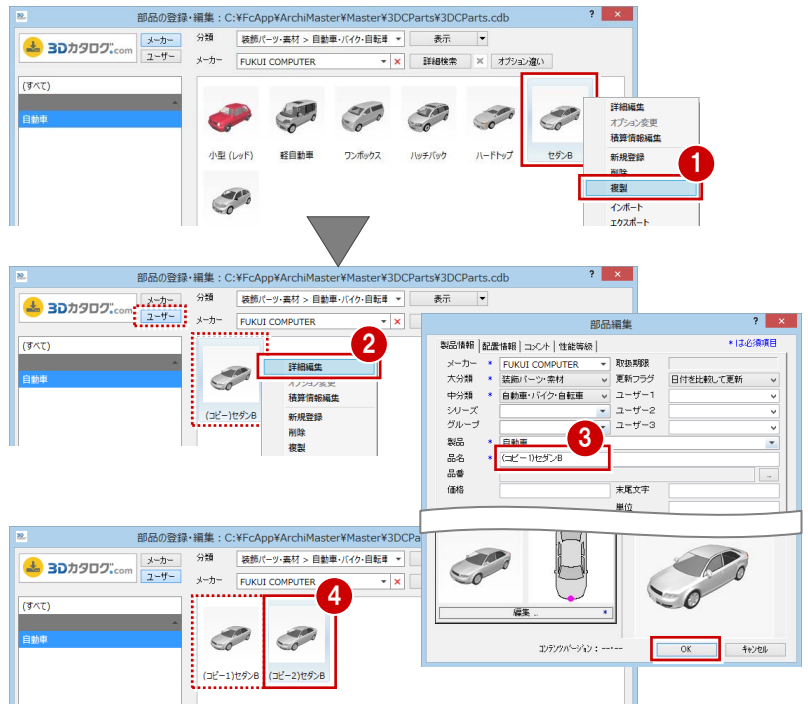 部品の登録・編集：C:¥FcApp¥ArchiMaster¥Master¥3DCParts¥3DCParts.cdb
? ×
3Dカタログ.com
メーカー
ユーザー
分類 装飾パーツ・素材 > 自動車・バイク・自転車 表示
メーカー FUKUI COMPUTER × 詳細検索 × オプション違い
(すべて)
自動車
小型 (レッド) 軽自動車 ワンボックス ハッチバック ハードトップ セダンB
詳細編集
オプション変更
積算情報編集
新規登録
削除
複製
インポート
エクスポート
1
部品の登録・編集：C:¥FcApp¥ArchiMaster¥Master¥3DCParts¥3DCParts.cdb
? ×
3Dカタログ.com
メーカー
ユーザー
分類 装飾パーツ・素材 > 自動車・バイク・自転車 表示
メーカー FUKUI COMPUTER ×
(すべて)
自動車
(コピー)セダンB
2
詳細編集
オプション変更
積算情報編集
新規登録
削除
複製
部品編集 ? ×
製品情報 配置情報 コメント 性能等級 * は必須項目
メーカー * FUKUI COMPUTER 取扱期限
大分類 * 装飾パーツ・素材 更新フラグ 日付を比較して更新
中分類 * 自動車・バイク・自転車 ユーザー1
シリーズ ユーザー2
グループ ユーザー3
製品 * 自動車
3
品名 * (コピー1)セダンB
品番 ...
価格 末尾文字
単位
編集 ... *
コンテンツバージョン : --.--
OK キャンセル
部品の登録・編集：C:¥FcApp¥ArchiMaster¥Master¥3DCPa
3Dカタログ.com
メーカー
ユーザー
分類 装飾パーツ・素材 > 自動車・バイク・自転車
メーカー FUKUI COMPUTER ×
(すべて)
自動車
4
(コピー1)セダンB (コピー2)セダンB